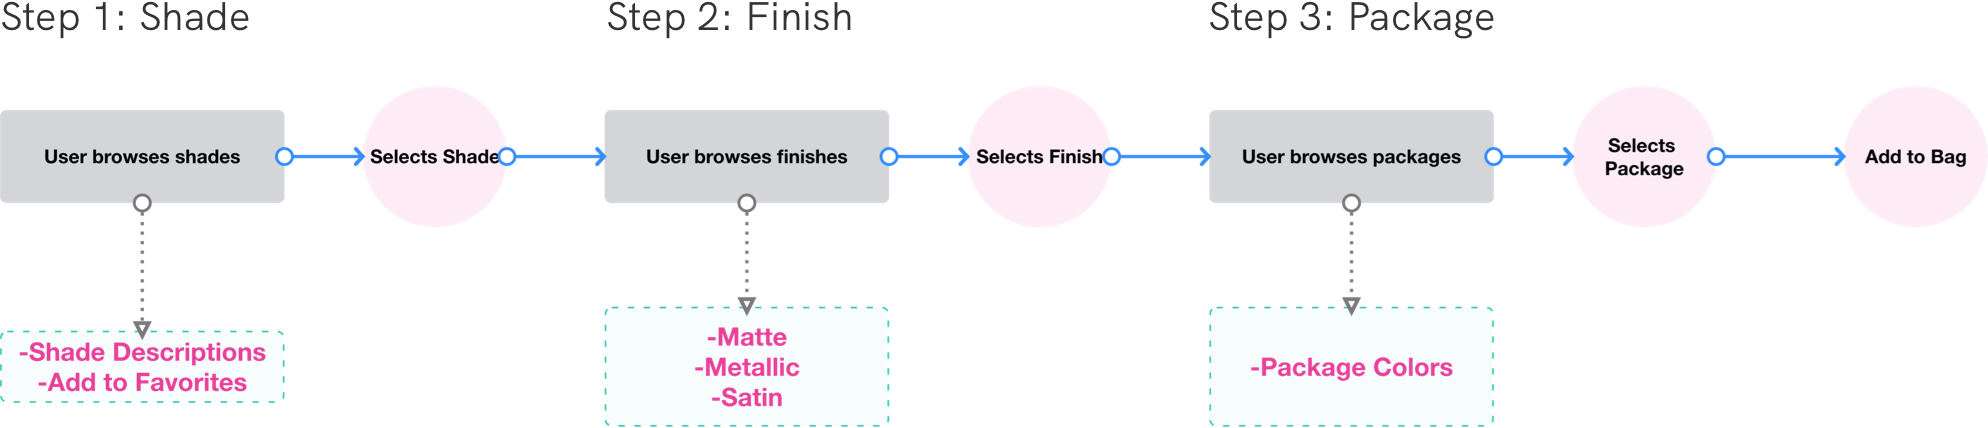 Step 1: Shade
Step 2: Finish
Step 3: Package
User browses shades
Selects Shade
User browses finishes
Selects Finish
User browses packages
Selects
Package
Add to Bag
-Shade Descriptions
-Add to Favorites
-Matte
-Metallic
-Satin
-Package Colors